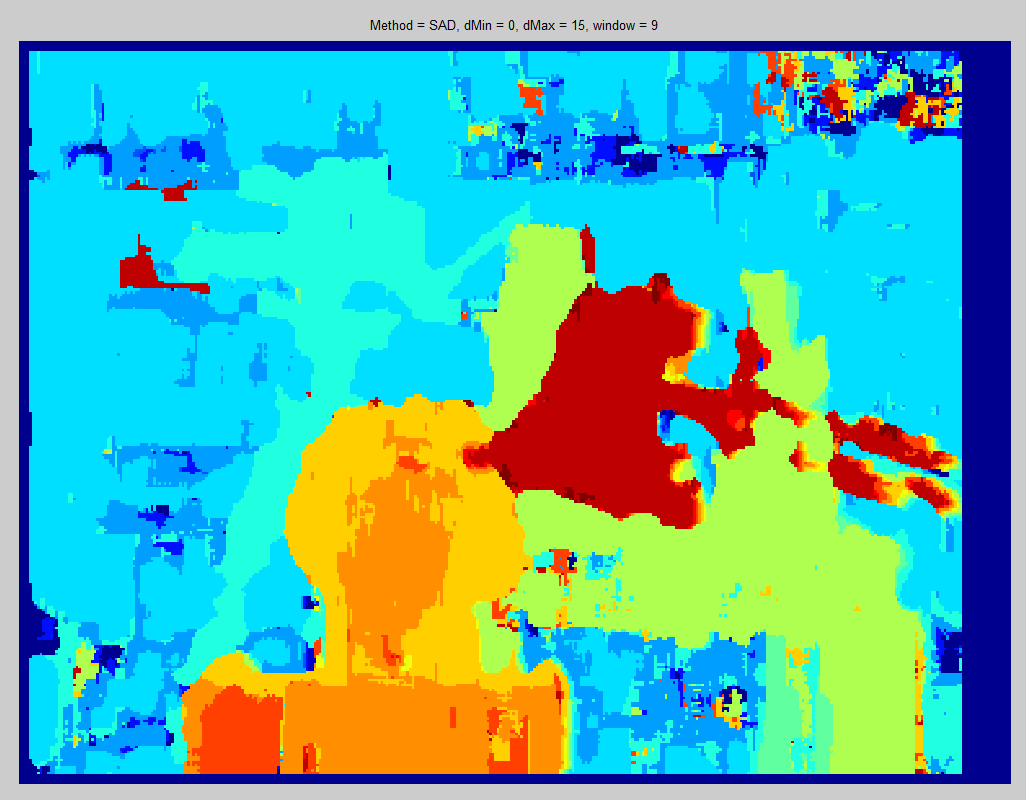 Method = SAD, dMin = 0, dMax = 15, window = 9